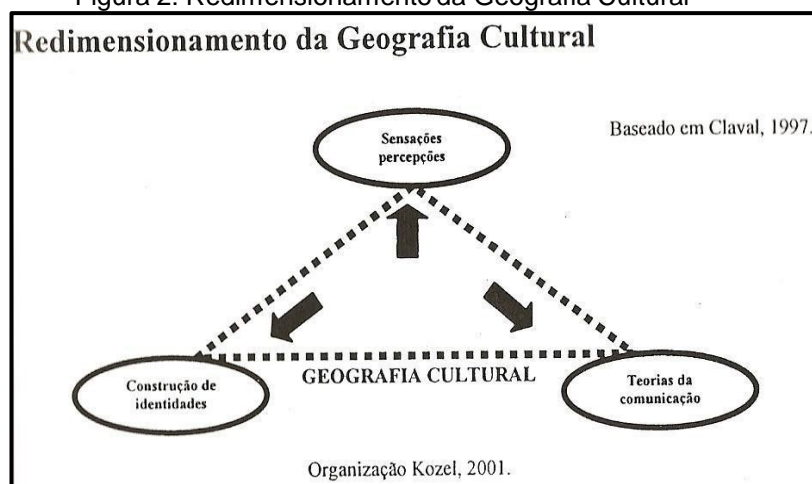 Figura 2: Redimensionamento da Geografia Cultural
Redimensionamento da Geografia Cultural
Baseado em Claval, 1997.
Sensações
percepções
Construção de
identidades
GEOGRAFIA CULTURAL
Teorias da
comunicação
Organização Kozel, 2001.